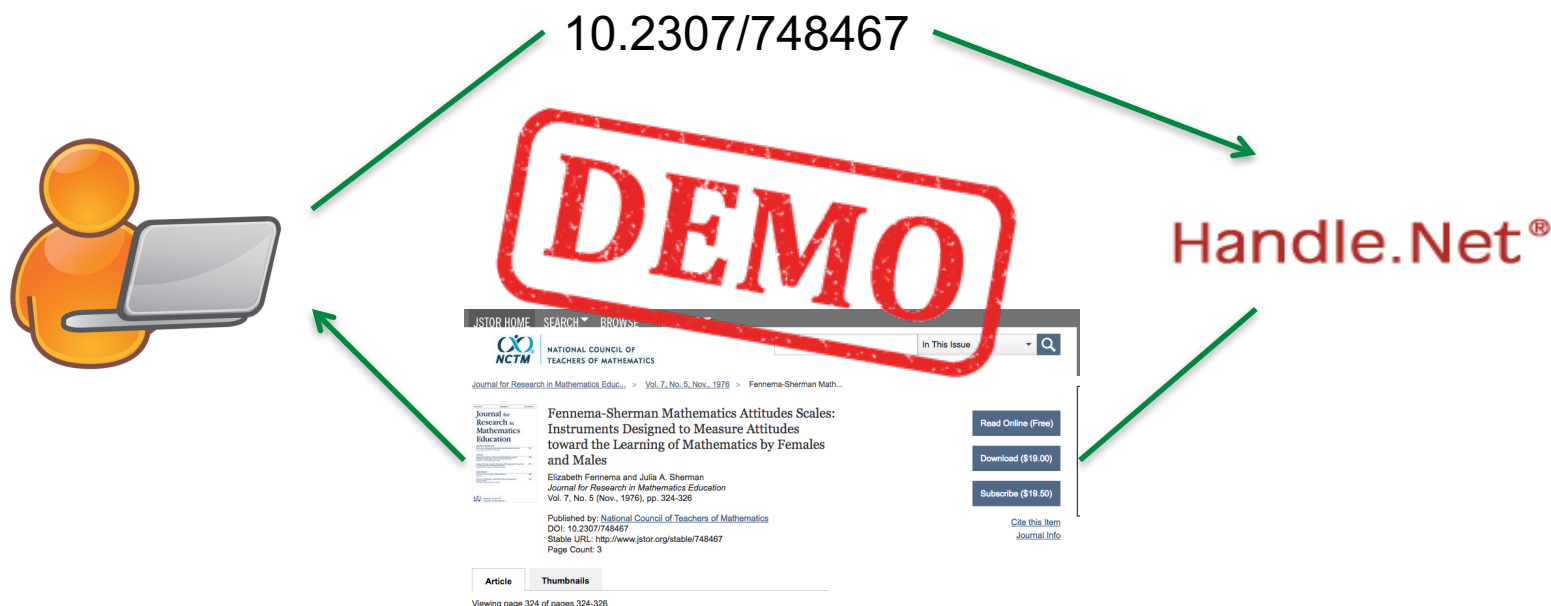 10.2307/748467
DEMO
Handle.Net®
JSTOR HOME SEARCH BROWSE
NCTM
NATIONAL COUNCIL OF
TEACHERS OF MATHEMATICS
In This Issue
Journal for Research in Mathematics Educ... > Vol. 7, No. 5, Nov., 1976 > Fennema-Sherman Math...
Journal for
Research in
Mathematics
Education
Fennema-Sherman Mathematics Attitudes Scales:
Instruments Designed to Measure Attitudes
toward the Learning of Mathematics by Females
and Males
Elizabeth Fennema and Julia A. Sherman
Journal for Research in Mathematics Education
Vol. 7, No. 5 (Nov., 1976), pp. 324-326
Published by: National Council of Teachers of Mathematics
DOI: 10.2307/748467
Stable URL: http://www.jstor.org/stable/748467
Page Count: 3
Read Online (Free)
Download ($19.00)
Subscribe ($19.50)
Cite this Item
Journal Info
Article Thumbnails
Viewing page 324 of pages 324-326